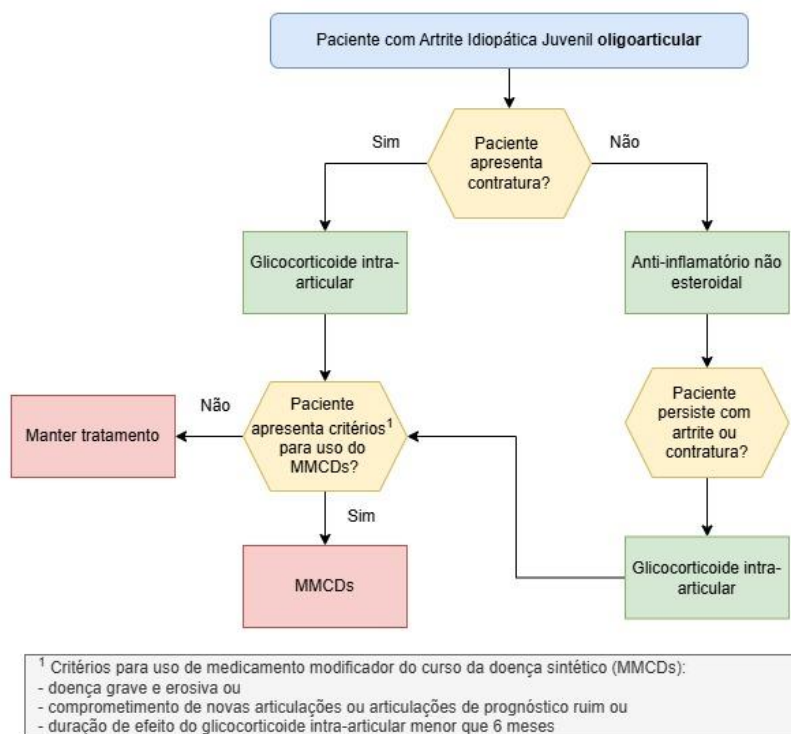 Paciente com Artrite Idiopática Juvenil oligoarticular
Sim
Paciente
apresenta
contratura?
Não
Glicocorticoide intra-
articular
Anti-inflamatório não
esteroidal
Manter tratamento
Não
Paciente
apresenta critérios¹
para uso do
MMCDs?
Paciente
persiste com
artrite ou
contratura?
Sim
MMCDs
Glicocorticoide intra-
articular
¹ Critérios para uso de medicamento modificador do curso da doença sintético (MMCDs):
- doença grave e erosiva ou
- comprometimento de novas articulações ou articulações de prognóstico ruim ou
- duração de efeito do glicocorticoide intra-articular menor que 6 meses